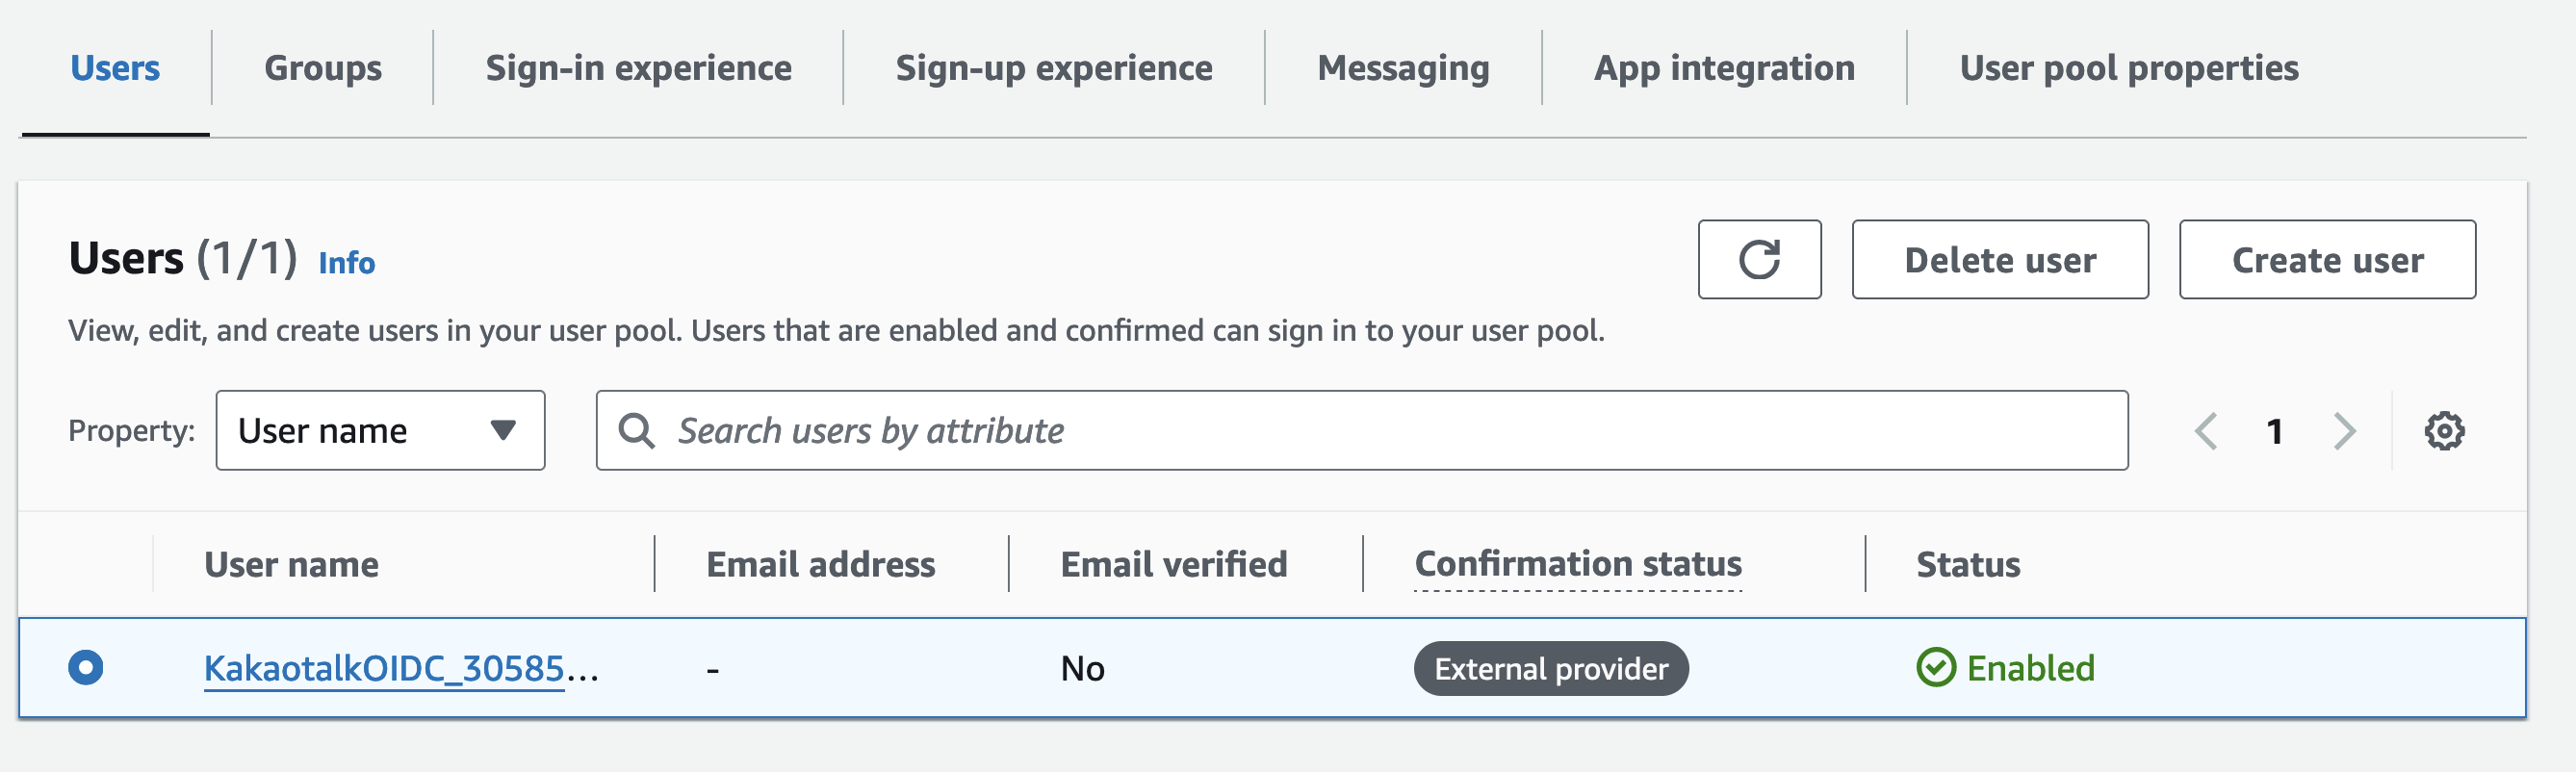 Users Groups Sign-in experience Sign-up experience Messaging App integration User pool properties
Users (1/1) Info
Delete user Create user
View, edit, and create users in your user pool. Users that are enabled and confirmed can sign in to your user pool.
Property: User name Search users by attribute 1
User name Email address Email verified Confirmation status Status
KakaotalkOIDC_30585... - No External provider Enabled